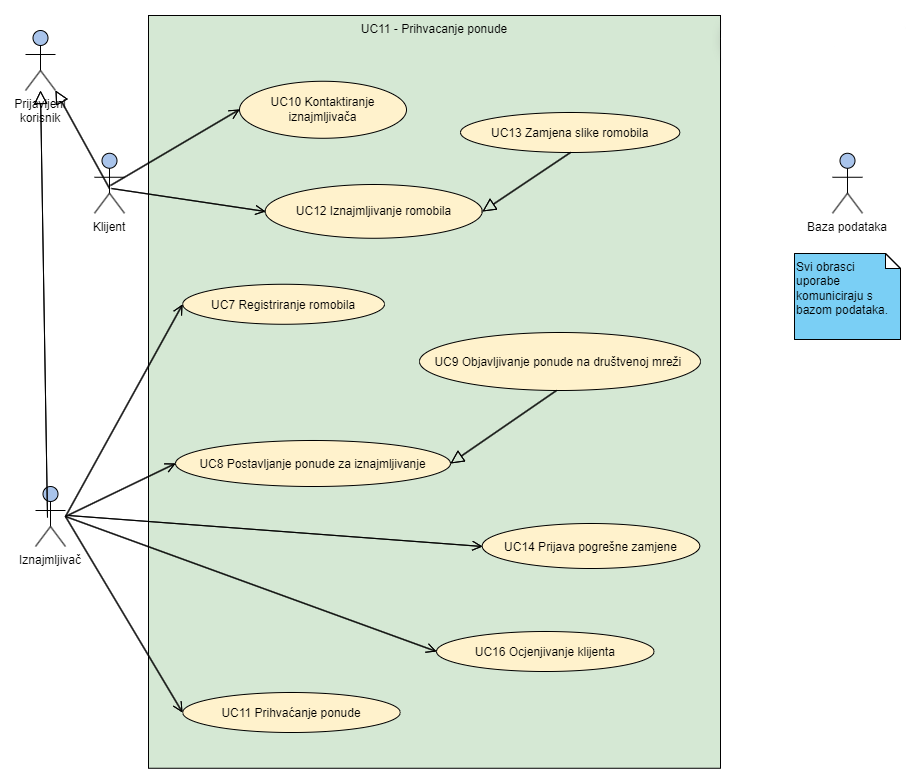 UC11 - Prihvacanje ponude
Prijavljeni
korisnik
UC10 Kontaktiranje
iznajmljivača
UC13 Zamjena slike romobila
Klijent
UC12 Iznajmljivanje romobila
Baza podataka
Svi obrasci
uporabe
komuniciraju s
bazom podataka.
UC7 Registriranje romobila
UC9 Objavljivanje ponude na društvenoj mreži
UC8 Postavljanje ponude za iznajmljivanje
Iznajmljivač
UC14 Prijava pogrešne zamjene
UC16 Ocjenjivanje klijenta
UC11 Prihvaćanje ponude